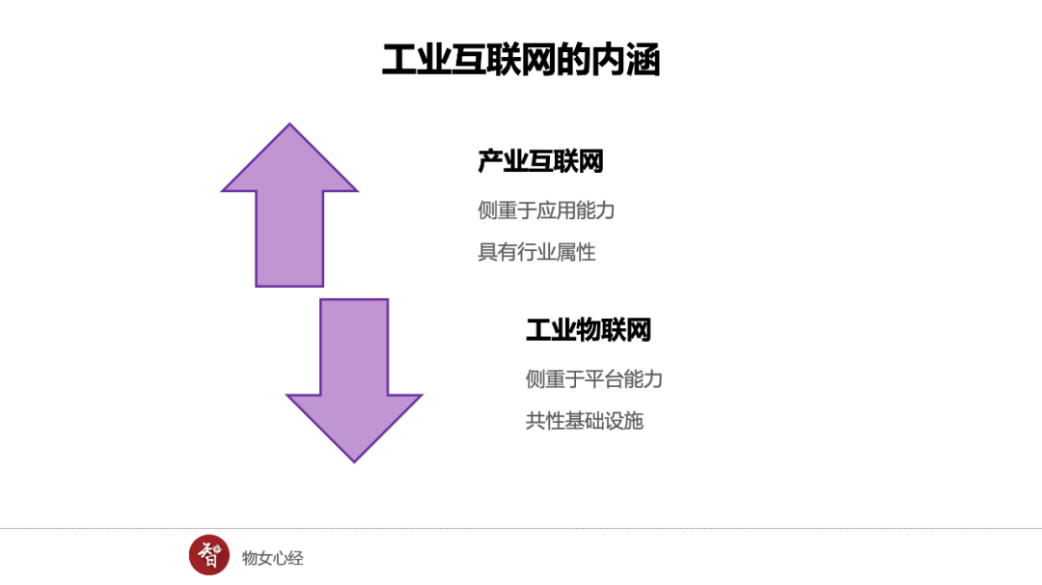 工业互联网的内涵
产业互联网
侧重于应用能力
具有行业属性
工业物联网
侧重于平台能力
共性基础设施
智
物女心经